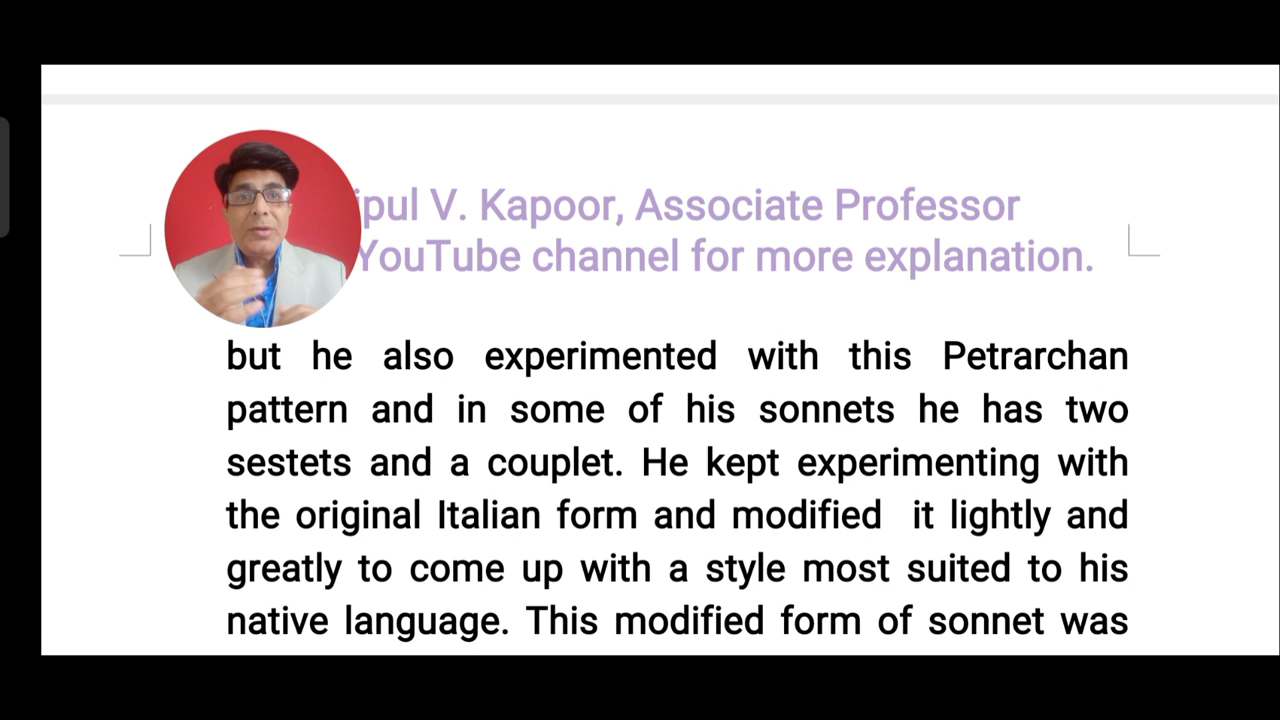 ipul V. Kapoor, Associate Professor
YouTube channel for more explanation.
but he also experimented with this Petrarchan
pattern and in some of his sonnets he has two
sestets and a couplet. He kept experimenting with
the original Italian form and modified it lightly and
greatly to come up with a style most suited to his
native language. This modified form of sonnet was